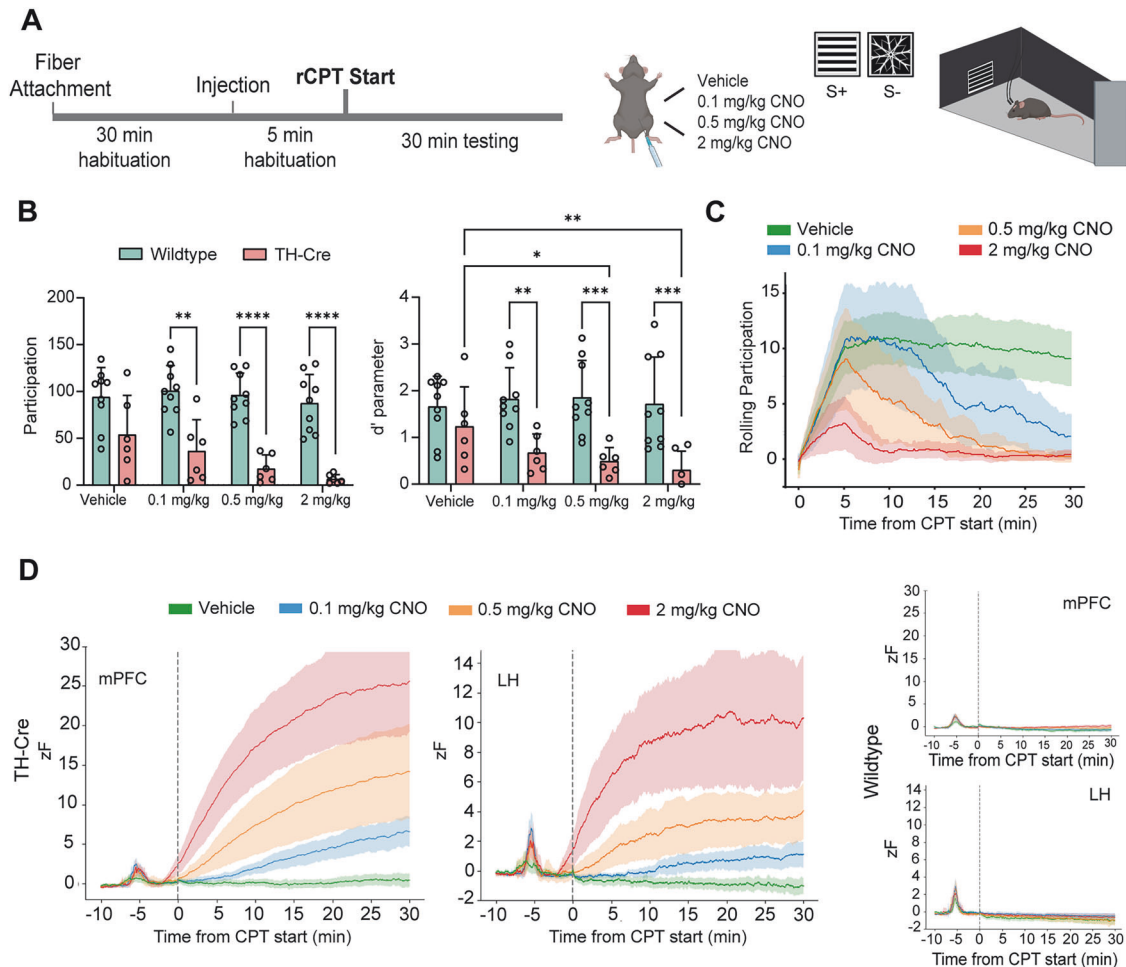 A
Fiber
Attachment
Injection
rCPT Start
30 min
habituation
5 min
habituation
30 min testing
Vehicle
0.1 mg/kg CNO
0.5 mg/kg CNO
2 mg/kg CNO
S+
S-
B
Wildtype
TH-Cre
Participation
200
150
100
50
0
**
****
****
Vehicle
0.1 mg/kg
0.5 mg/kg
2 mg/kg
d' parameter
4
3
2
1
0
**
*
**
***
***
Vehicle
0.1 mg/kg
0.5 mg/kg
2 mg/kg
C
Vehicle
0.1 mg/kg CNO
0.5 mg/kg CNO
2 mg/kg CNO
Rolling Participation
15
10
5
0
0
5
10
15
20
25
30
Time from CPT start (min)
D
Vehicle
0.1 mg/kg CNO
0.5 mg/kg CNO
2 mg/kg CNO
TH-Cre
zF
mPFC
30
25
20
15
10
5
0
-10
-5
0
5
10
15
20
25
30
Time from CPT start (min)
zF
LH
14
12
10
8
6
4
2
0
-2
-10
-5
0
5
10
15
20
25
30
Time from CPT start (min)
Wildtype
zF
mPFC
30
25
20
15
10
5
0
-10
-5
0
5
10
15
20
25
30
Time from CPT start (min)
zF
LH
14
12
10
8
6
4
2
0
-2
-10
-5
0
5
10
15
20
25
30
Time from CPT start (min)